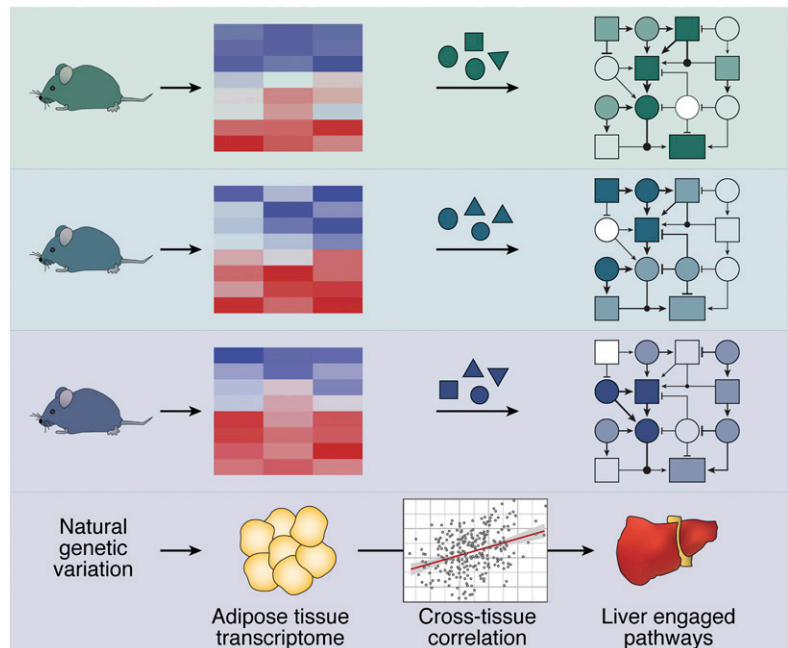 Natural
genetic
variation
Adipose tissue
transcriptome
Cross-tissue
correlation
Liver engaged
pathways